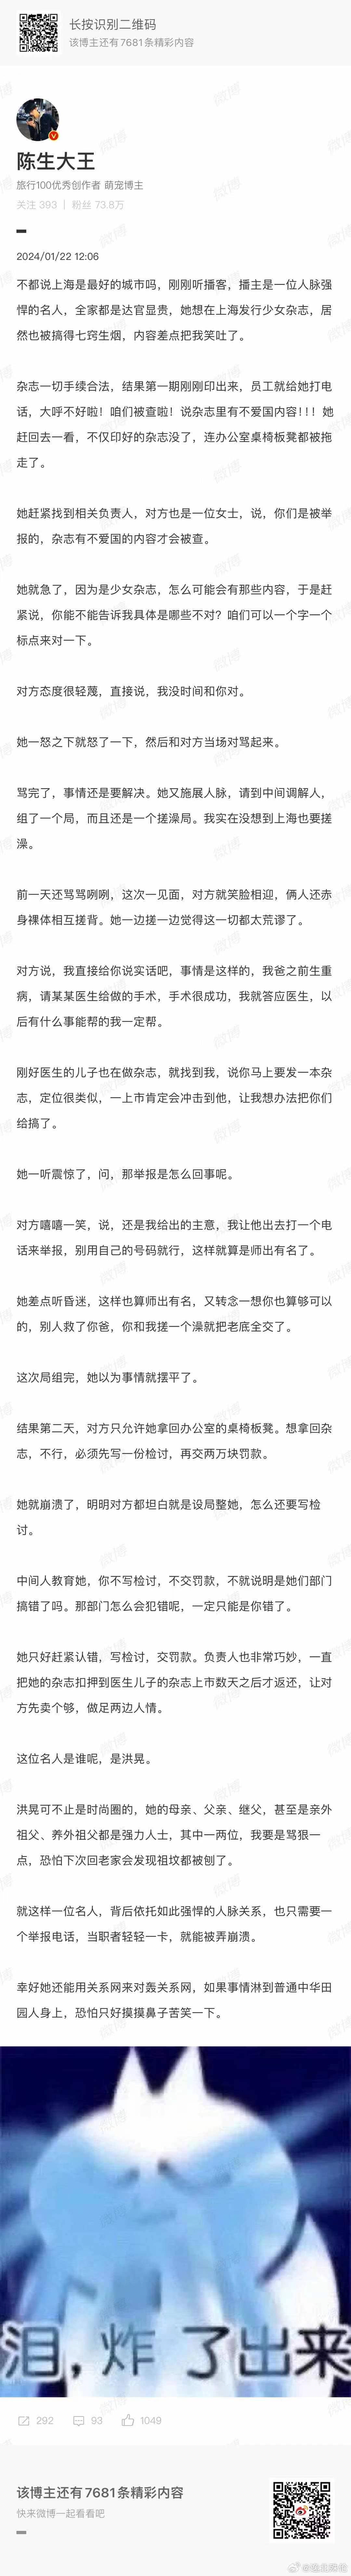 长按识别二维码
该博主还有7681条精彩内容
陈生大王
旅行100优秀创作者 萌宠博主
关注 393 | 粉丝 73.8万
2024/01/22 12:06
不都说上海是最好的城市吗，刚刚听播客，播主是一位人脉强
悍的名人，全家都是达官显贵，她想在上海发行少女杂志，居
然也被搞得七窍生烟，内容差点把我笑吐了。
杂志一切手续合法，结果第一期刚刚印出来，员工就给她打电
话，大呼不好啦！咱们被查啦！说杂志里有不爱国内容！！！她
赶回去一看，不仅印好的杂志没了，连办公室桌椅板凳都被拖
走了。
她赶紧找到相关负责人，对方也是一位女士，说，你们是被举
报的，杂志有不爱国的内容才会被查。
她就急了，因为是少女杂志，怎么可能会有那些内容，于是赶
紧说，你能不能告诉我具体是哪些不对？咱们可以一个字一个
标点来对一下。
对方态度很轻蔑，直接说，我没时间和你对。
她一怒之下就怒了一下，然后和对方当场对骂起来。
骂完了，事情还是要解决。她又施展人脉，请到中间调解人，
组了一个局，而且还是一个搓澡局。我实在没想到上海也要搓
澡。
前一天还骂骂咧咧，这次一见面，对方就笑脸相迎，俩人还赤
身裸体相互搓背。她一边搓一边觉得这一切都太荒谬了。
对方说，我直接给你说实话吧，事情是这样的，我爸之前生重
病，请某某医生给做的手术，手术很成功，我就答应医生，以
后有什么事能帮的我一定帮。
刚好医生的儿子也在做杂志，就找到我，说你马上要发一本杂
志，定位很类似，一上市肯定会冲击到他，让我想办法把你们
给搞了。
她一听震惊了，问，那举报是怎么回事呢。
对方嘻嘻一笑，说，还是我给出的主意，我让他出去打一个电
话来举报，别用自己的号码就行，这样就算是师出有名了。
她差点听昏迷，这样也算师出有名，又转念一想你也算够可以
的，别人救了你爸，你和我搓一个澡就把老底全交了。
这次局组完，她以为事情就摆平了。
结果第二天，对方只允许她拿回办公室的桌椅板凳。想拿回杂
志，不行，必须先写一份检讨，再交两万块罚款。
她就崩溃了，明明对方都坦白就是设局整她，怎么还要写检
讨。
中间人教育她，你不写检讨，不交罚款，不就说明是她们部门
搞错了吗。那部门怎么会犯错呢，一定只能是你错了。
她只好赶紧认错，写检讨，交罚款。负责人也非常巧妙，一直
把她的杂志扣押到医生儿子的杂志上市数天之后才返还，让对
方先卖个够，做足两边人情。
这位名人是谁呢，是洪晃。
洪晃可不止是时尚圈的，她的母亲、父亲、继父，甚至是亲外
祖父、养外祖父都是强力人士，其中一两位，我要是骂狠一
点，恐怕下次回老家会发现祖坟都被刨了。
就这样一位名人，背后依托如此强悍的人脉关系，也只需要一
个举报电话，当职者轻轻一卡，就能被弄崩溃。
幸好她还能用关系网来对轰关系网，如果事情淋到普通中华田
园人身上，恐怕只好摸摸鼻子苦笑一下。
泪，炸了出来
292 93 1049
该博主还有7681条精彩内容
快来微博一起看看吧